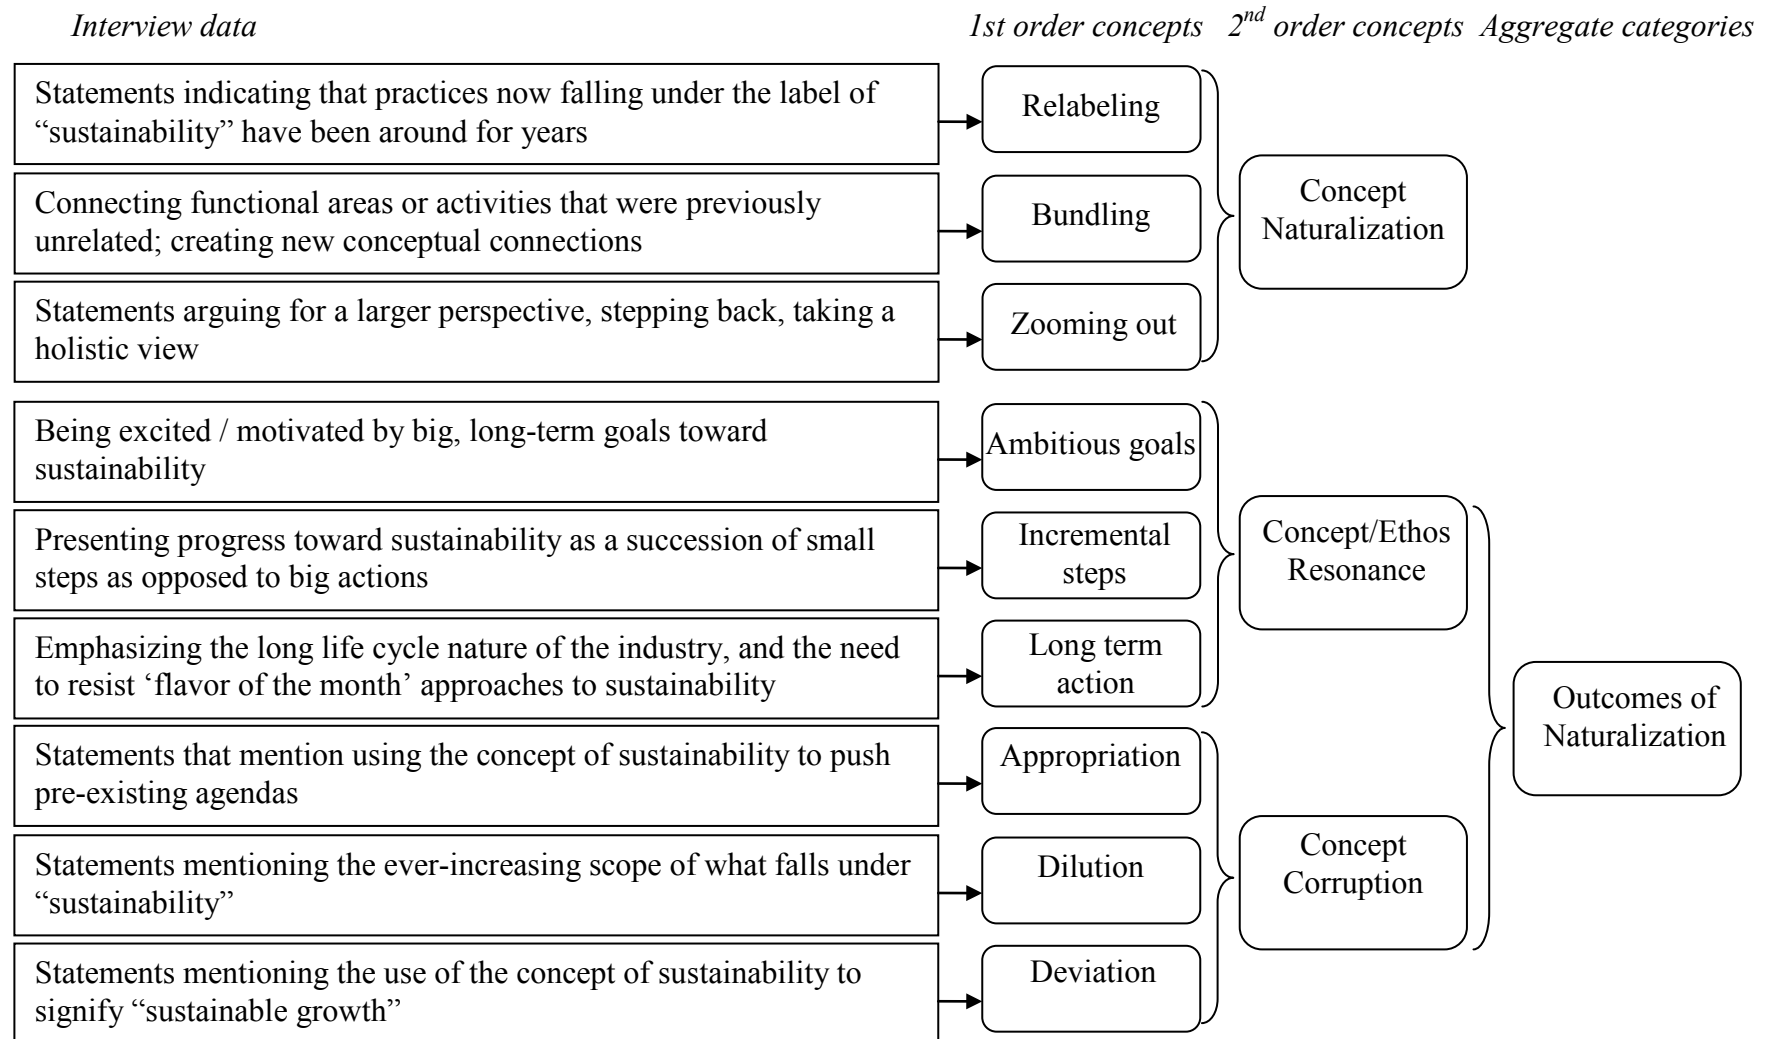 Interview data
1st order concepts
2nd order concepts
Aggregate categories
Statements indicating that practices now falling under the label of
“sustainability” have been around for years
Relabeling
Connecting functional areas or activities that were previously
unrelated; creating new conceptual connections
Bundling
Statements arguing for a larger perspective, stepping back, taking a
holistic view
Zooming out
Concept
Naturalization
Being excited / motivated by big, long-term goals toward
sustainability
Ambitious goals
Presenting progress toward sustainability as a succession of small
steps as opposed to big actions
Incremental
steps
Emphasizing the long life cycle nature of the industry, and the need
to resist ‘flavor of the month’ approaches to sustainability
Long term
action
Concept/Ethos
Resonance
Statements that mention using the concept of sustainability to push
pre-existing agendas
Appropriation
Statements mentioning the ever-increasing scope of what falls under
“sustainability”
Dilution
Statements mentioning the use of the concept of sustainability to
signify “sustainable growth”
Deviation
Concept
Corruption
Outcomes of
Naturalization